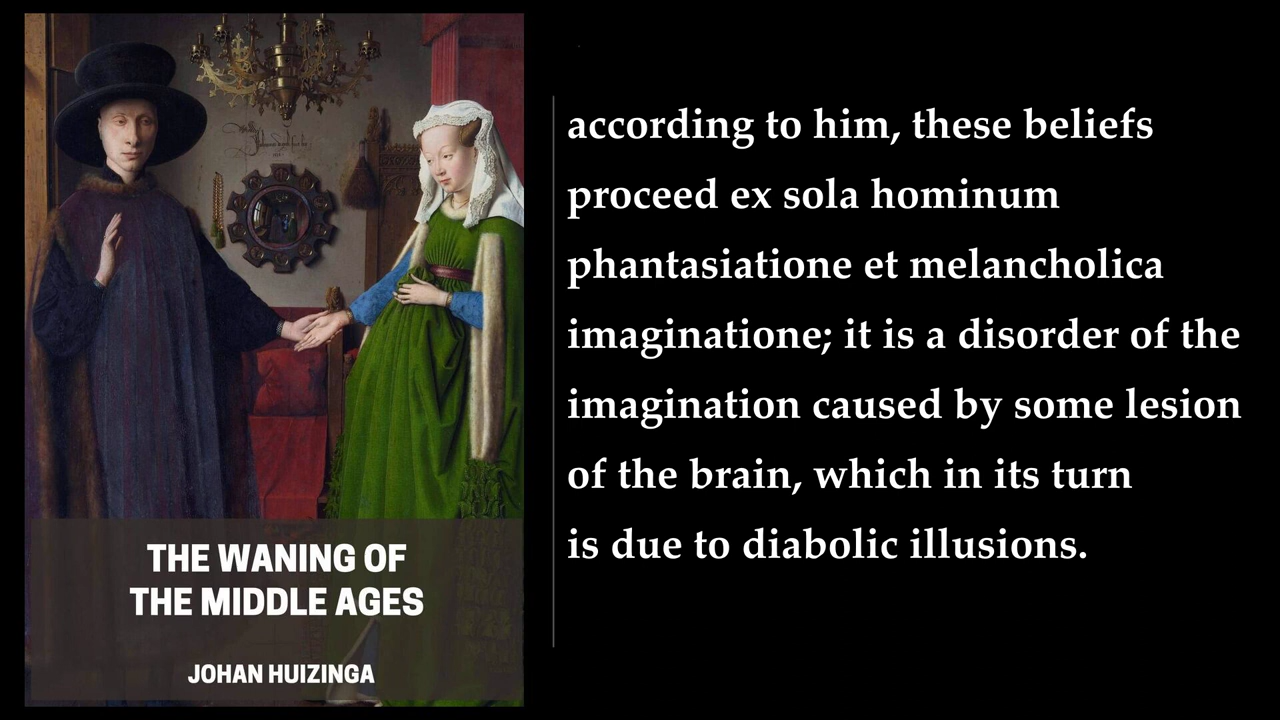 THE WANING OF
THE MIDDLE AGES
JOHAN HUIZINGA
according to him, these beliefs
proceed ex sola hominum
phantasiatione et melancholica
imaginatione; it is a disorder of the
imagination caused by some lesion
of the brain, which in its turn
is due to diabolic illusions.